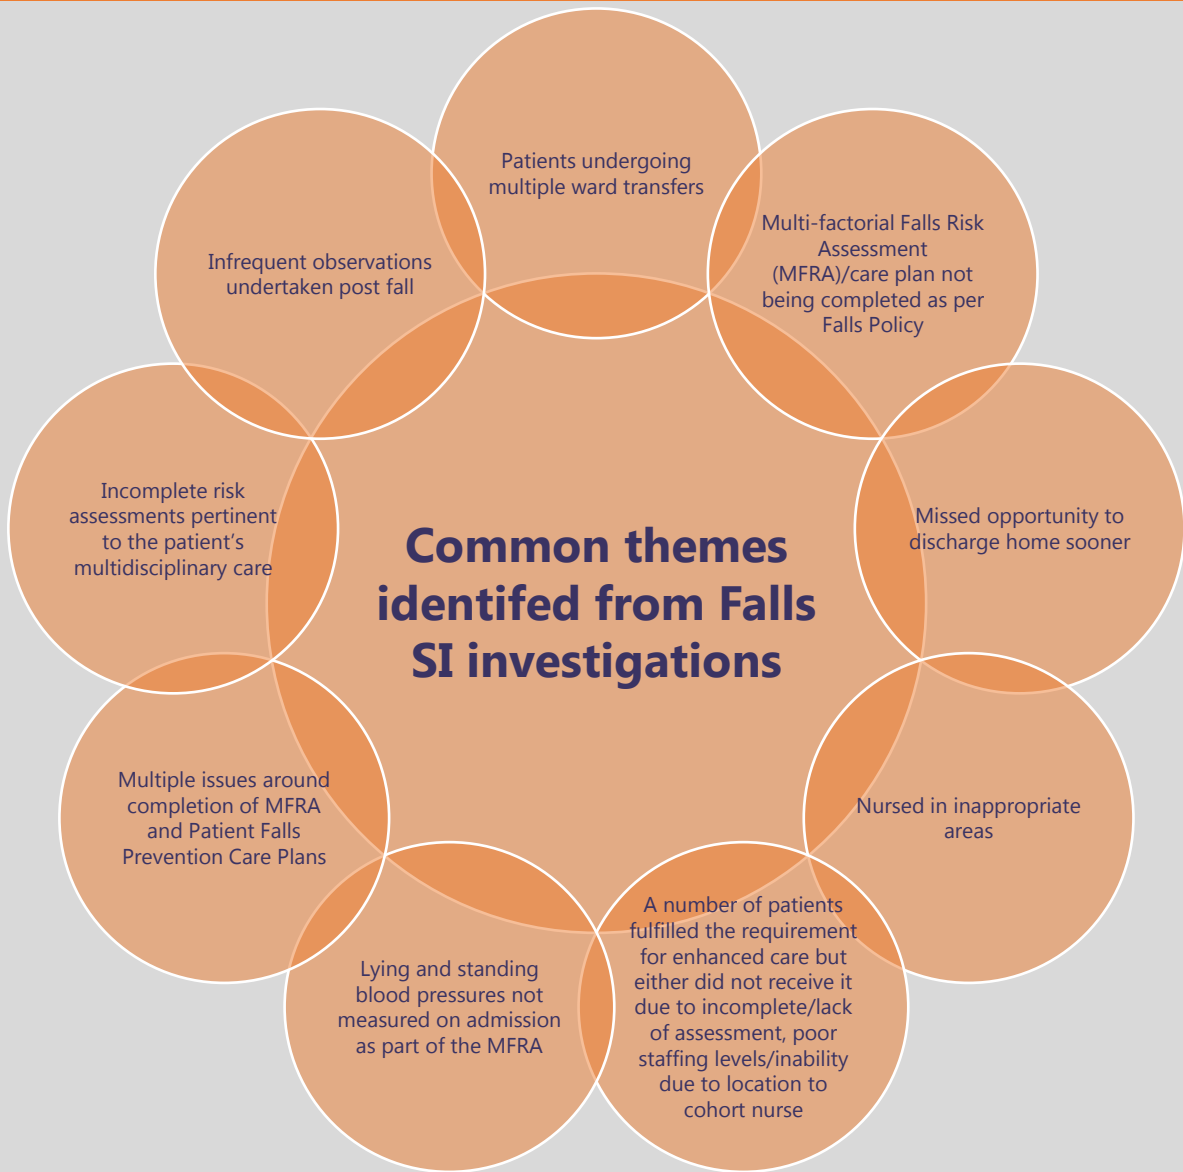 Patients undergoing
multiple ward transfers
Multi-factorial Falls Risk
Assessment
(MFRA)/care plan not
being completed as per
Falls Policy
Missed opportunity to
discharge home sooner
Nursed in inappropriate
areas
A number of patients
fulfilled the requirement
for enhanced care but
either did not receive it
due to incomplete/lack
of assessment, poor
staffing levels/inability
due to location to
cohort nurse
Lying and standing
blood pressures not
measured on admission
as part of the MFRA
Multiple issues around
completion of MFRA
and Patient Falls
Prevention Care Plans
Incomplete risk
assessments pertinent
to the patient's
multidisciplinary care
Infrequent observations
undertaken post fall
Common themes
identifed from Falls
SI investigations